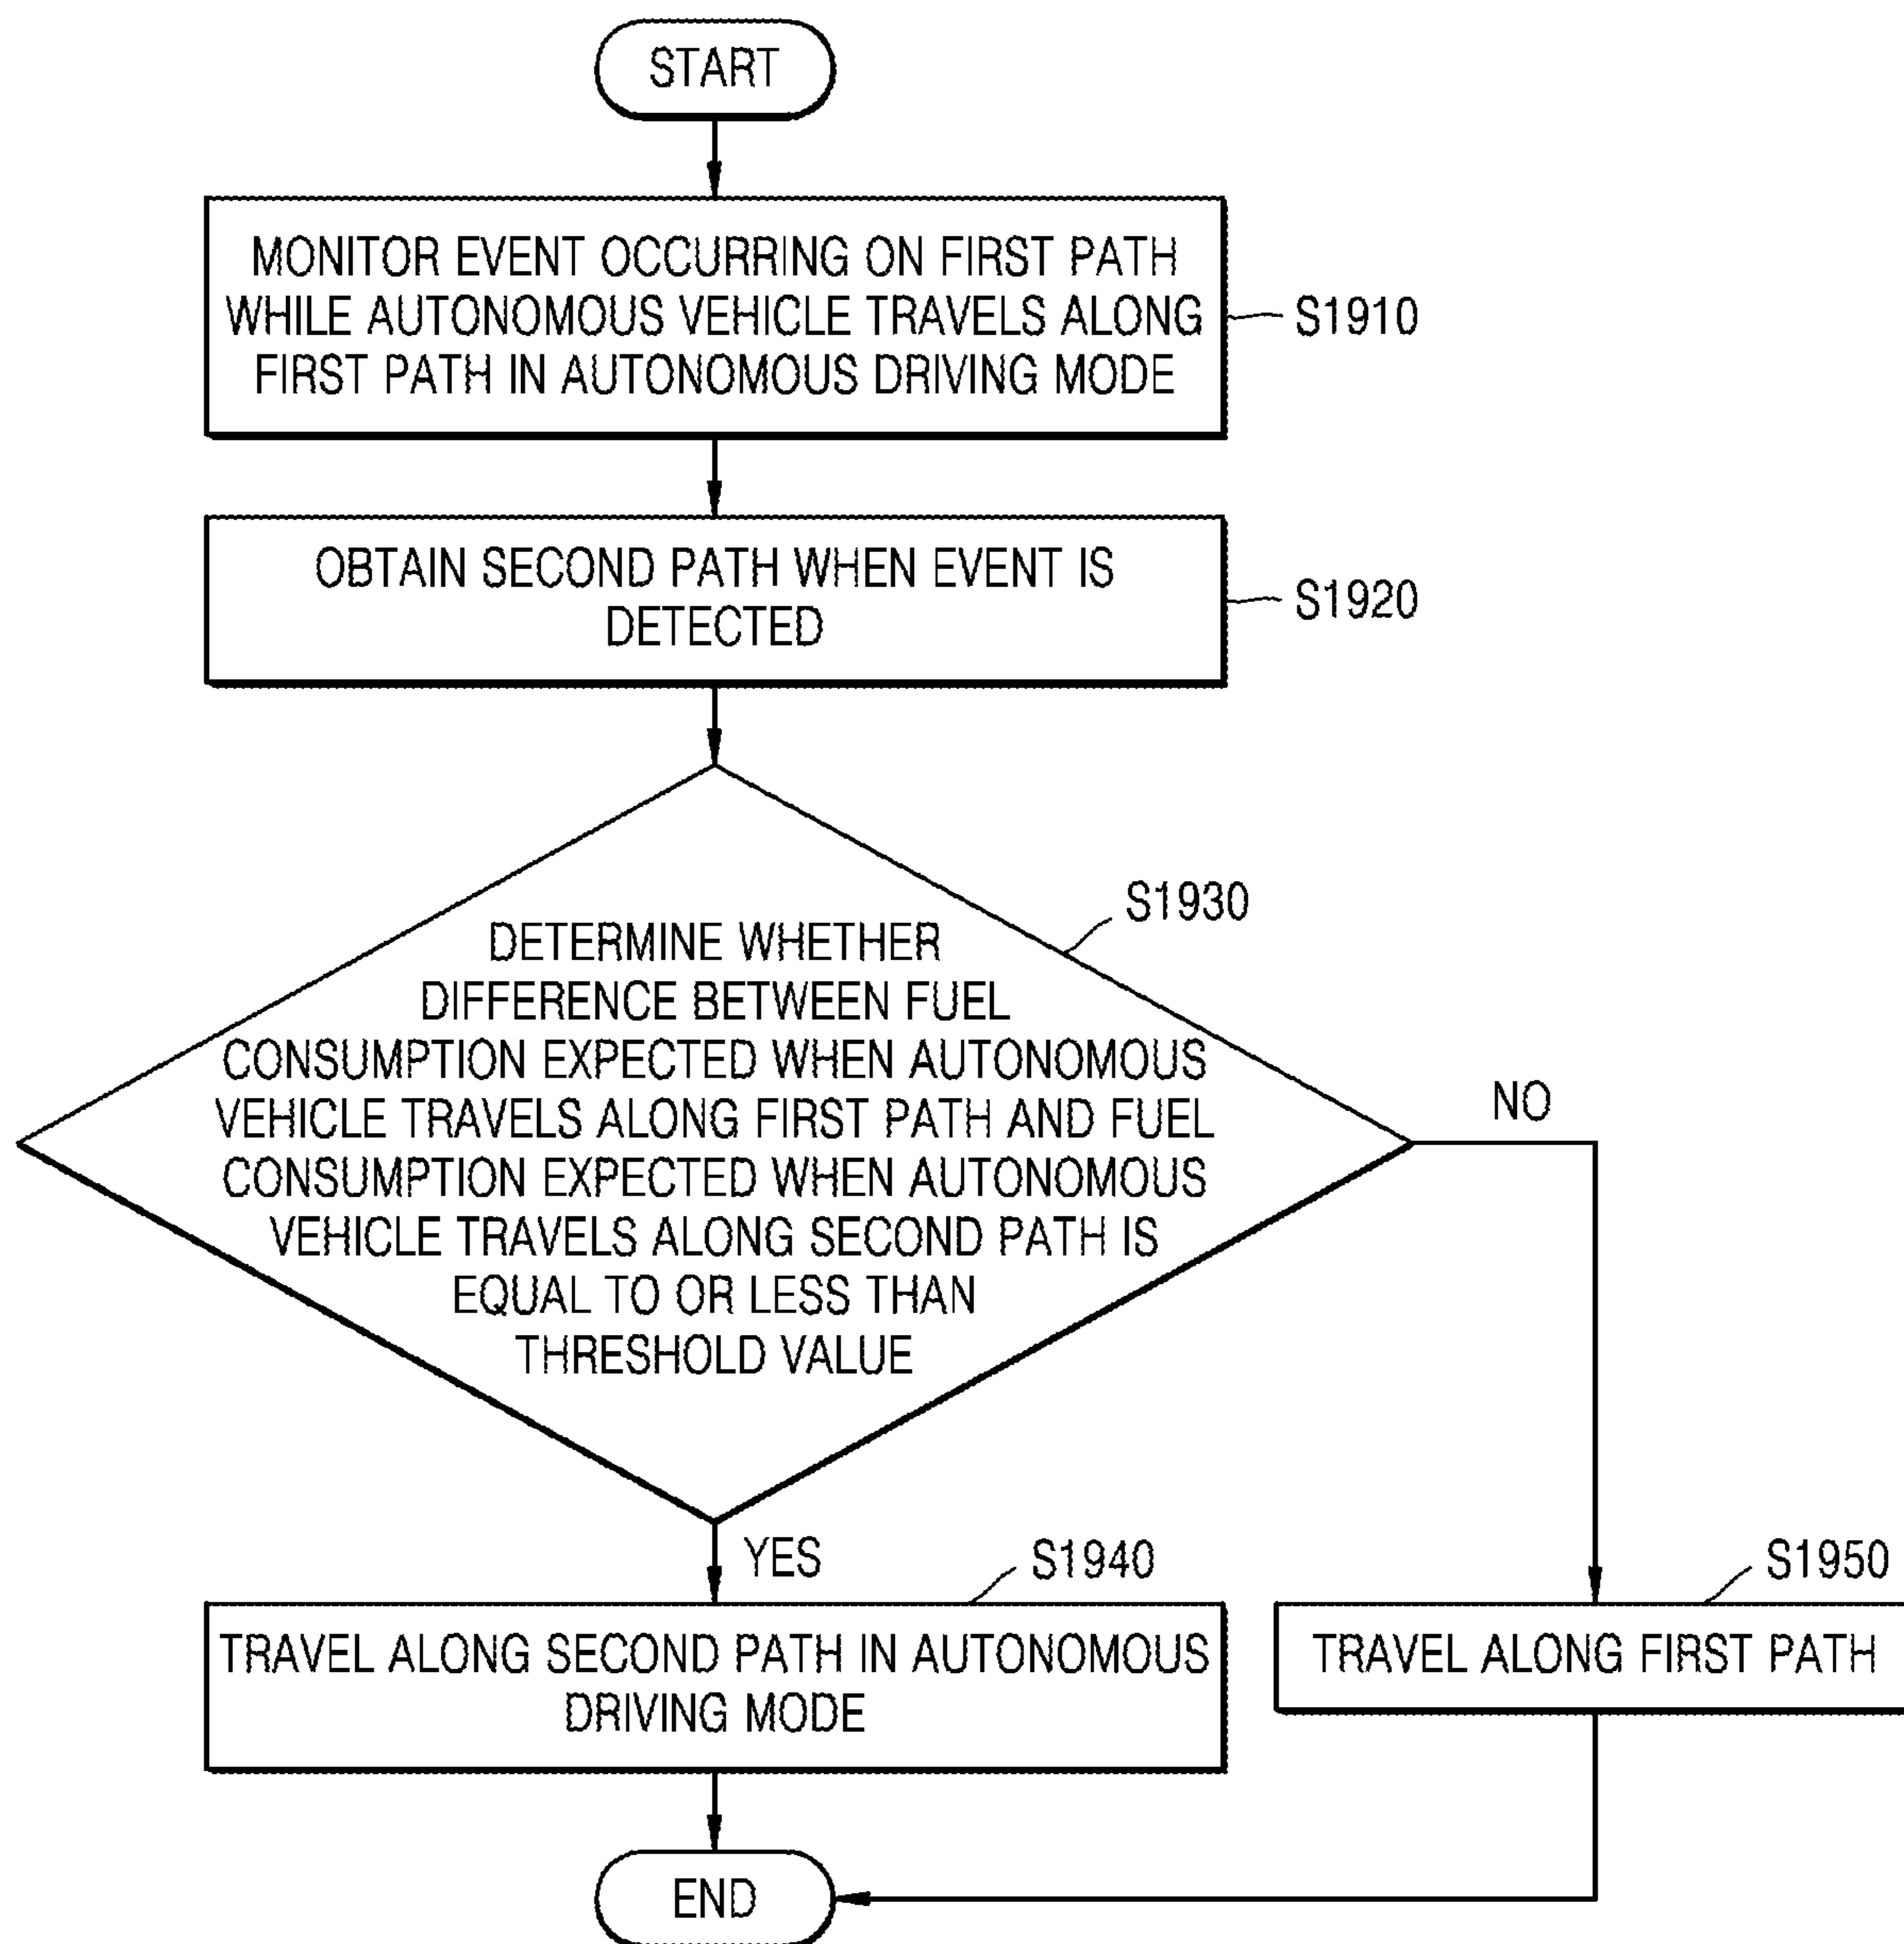 START
MONITOR EVENT OCCURRING ON FIRST PATH
WHILE AUTONOMOUS VEHICLE TRAVELS ALONG
FIRST PATH IN AUTONOMOUS DRIVING MODE
S1910
OBTAIN SECOND PATH WHEN EVENT IS
DETECTED
S1920
S1930
DETERMINE WHETHER
DIFFERENCE BETWEEN FUEL
CONSUMPTION EXPECTED WHEN AUTONOMOUS
VEHICLE TRAVELS ALONG FIRST PATH AND FUEL
CONSUMPTION EXPECTED WHEN AUTONOMOUS
VEHICLE TRAVELS ALONG SECOND PATH IS
EQUAL TO OR LESS THAN
THRESHOLD VALUE
NO
YES
S1940
S1950
TRAVEL ALONG SECOND PATH IN AUTONOMOUS
DRIVING MODE
TRAVEL ALONG FIRST PATH
END